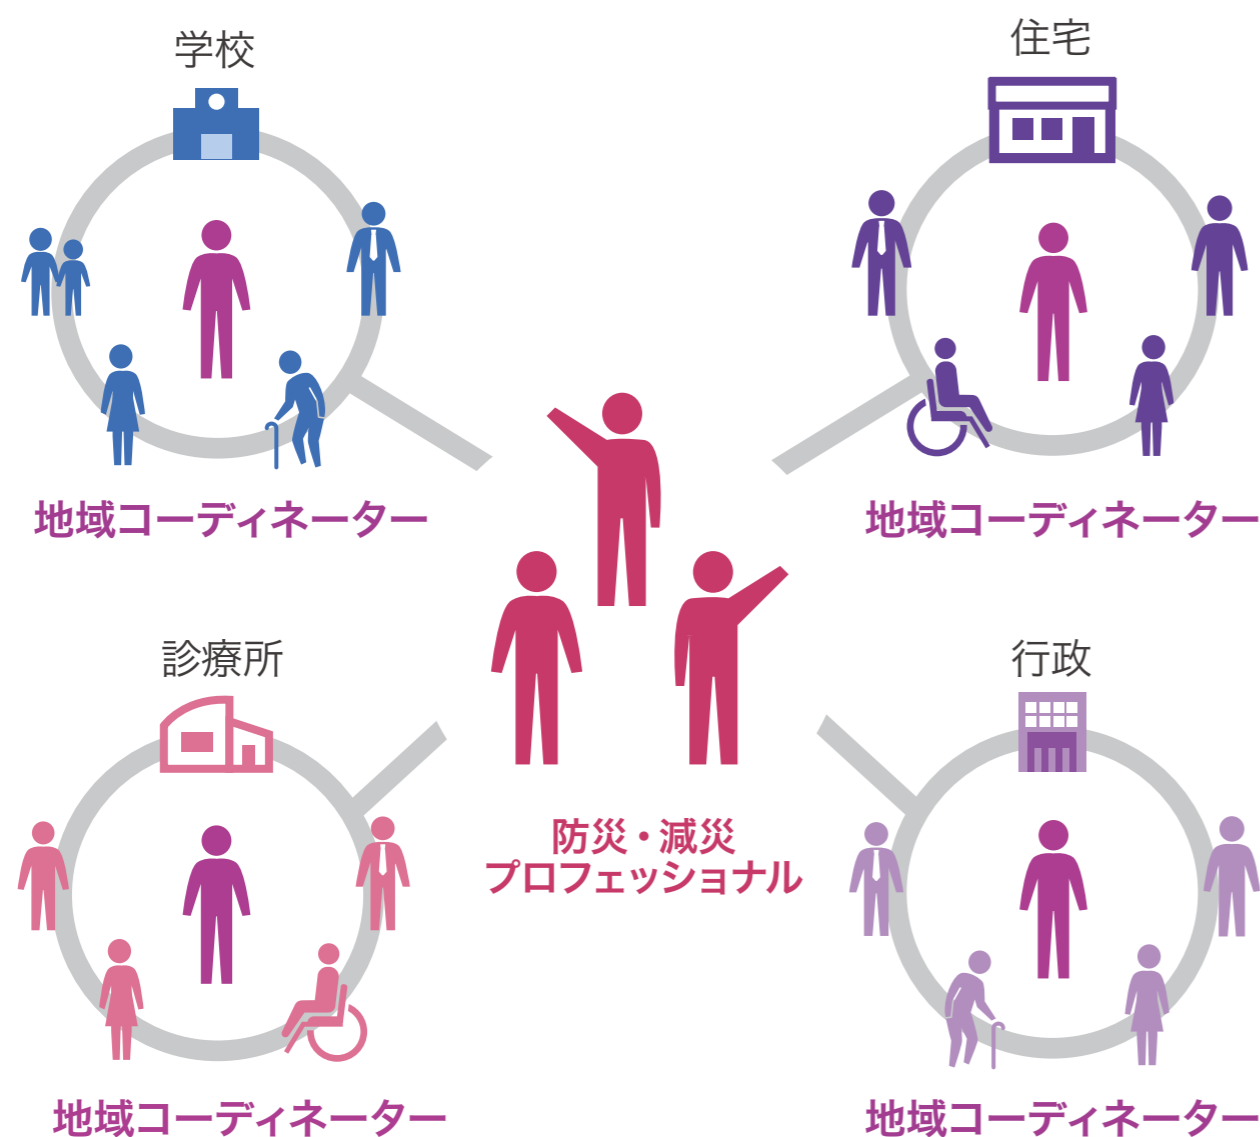 学校
住宅
地域コーディネーター
地域コーディネーター
診療所
行政
防災・減災
プロフェッショナル
地域コーディネーター
地域コーディネーター